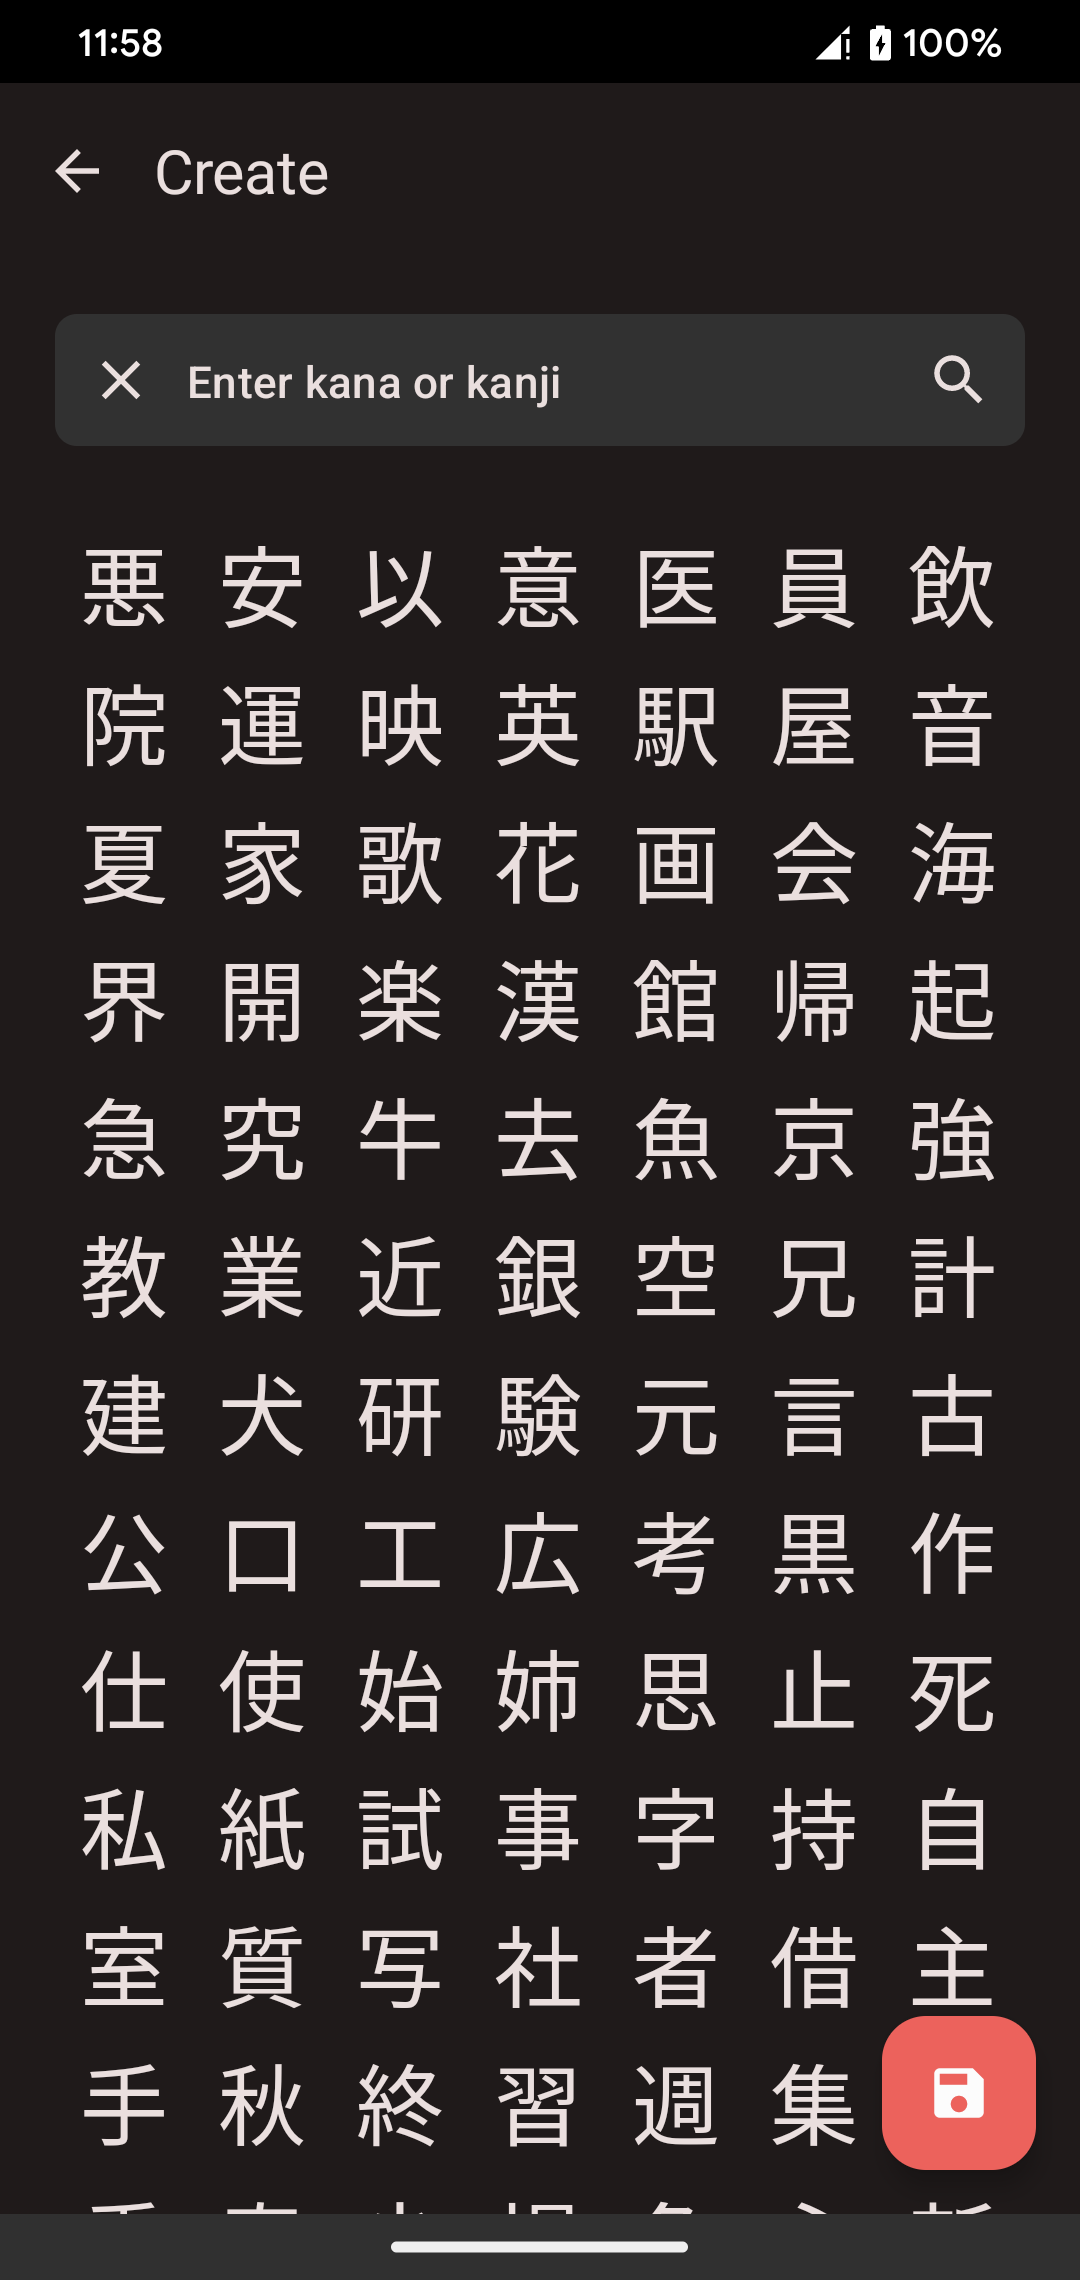 11:58
100%
Create
Enter kana or kanji
悪 安 以 意 医 員 飲
院 運 映 英 駅 屋 音
夏 家 歌 花 画 会 海
界 開 楽 漢 館 帰 起
急 究 牛 去 魚 京 強
教 業 近 銀 空 兄 計
建 犬 研 験 元 言 古
公 口 工 広 考 黒 作
仕 使 始 姉 思 止 死
私 紙 試 事 字 持 自
室 質 写 社 者 借 主
手 秋 終 習 週 集